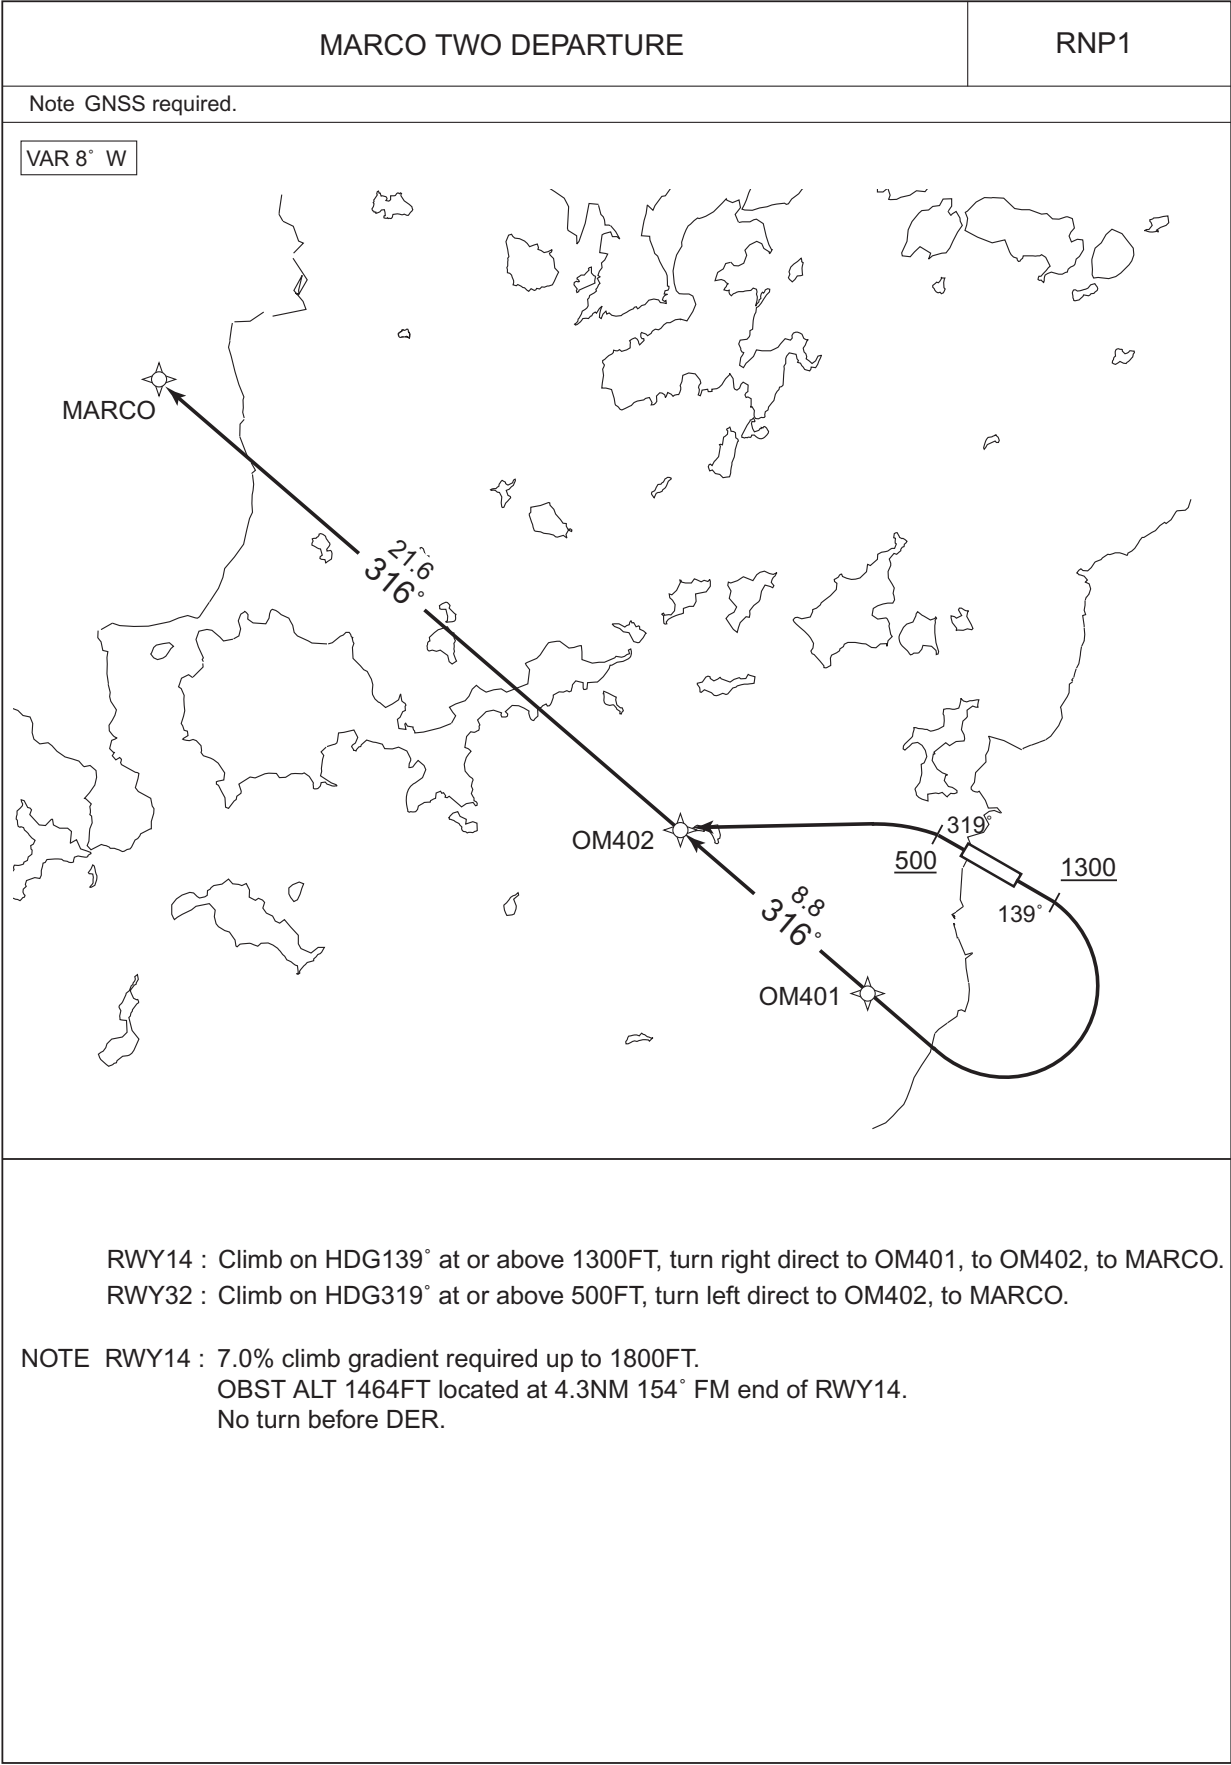 MARCO TWO DEPARTURE
RNP1
Note GNSS required.
VAR 8° W
MARCO
21.6
316°
OM402
319°
500
1300
139°
8.8
316°
OM401
RWY14 : Climb on HDG139° at or above 1300FT, turn right direct to OM401, to OM402, to MARCO.
RWY32 : Climb on HDG319° at or above 500FT, turn left direct to OM402, to MARCO.
NOTE RWY14 : 7.0% climb gradient required up to 1800FT.
OBST ALT 1464FT located at 4.3NM 154° FM end of RWY14.
No turn before DER.